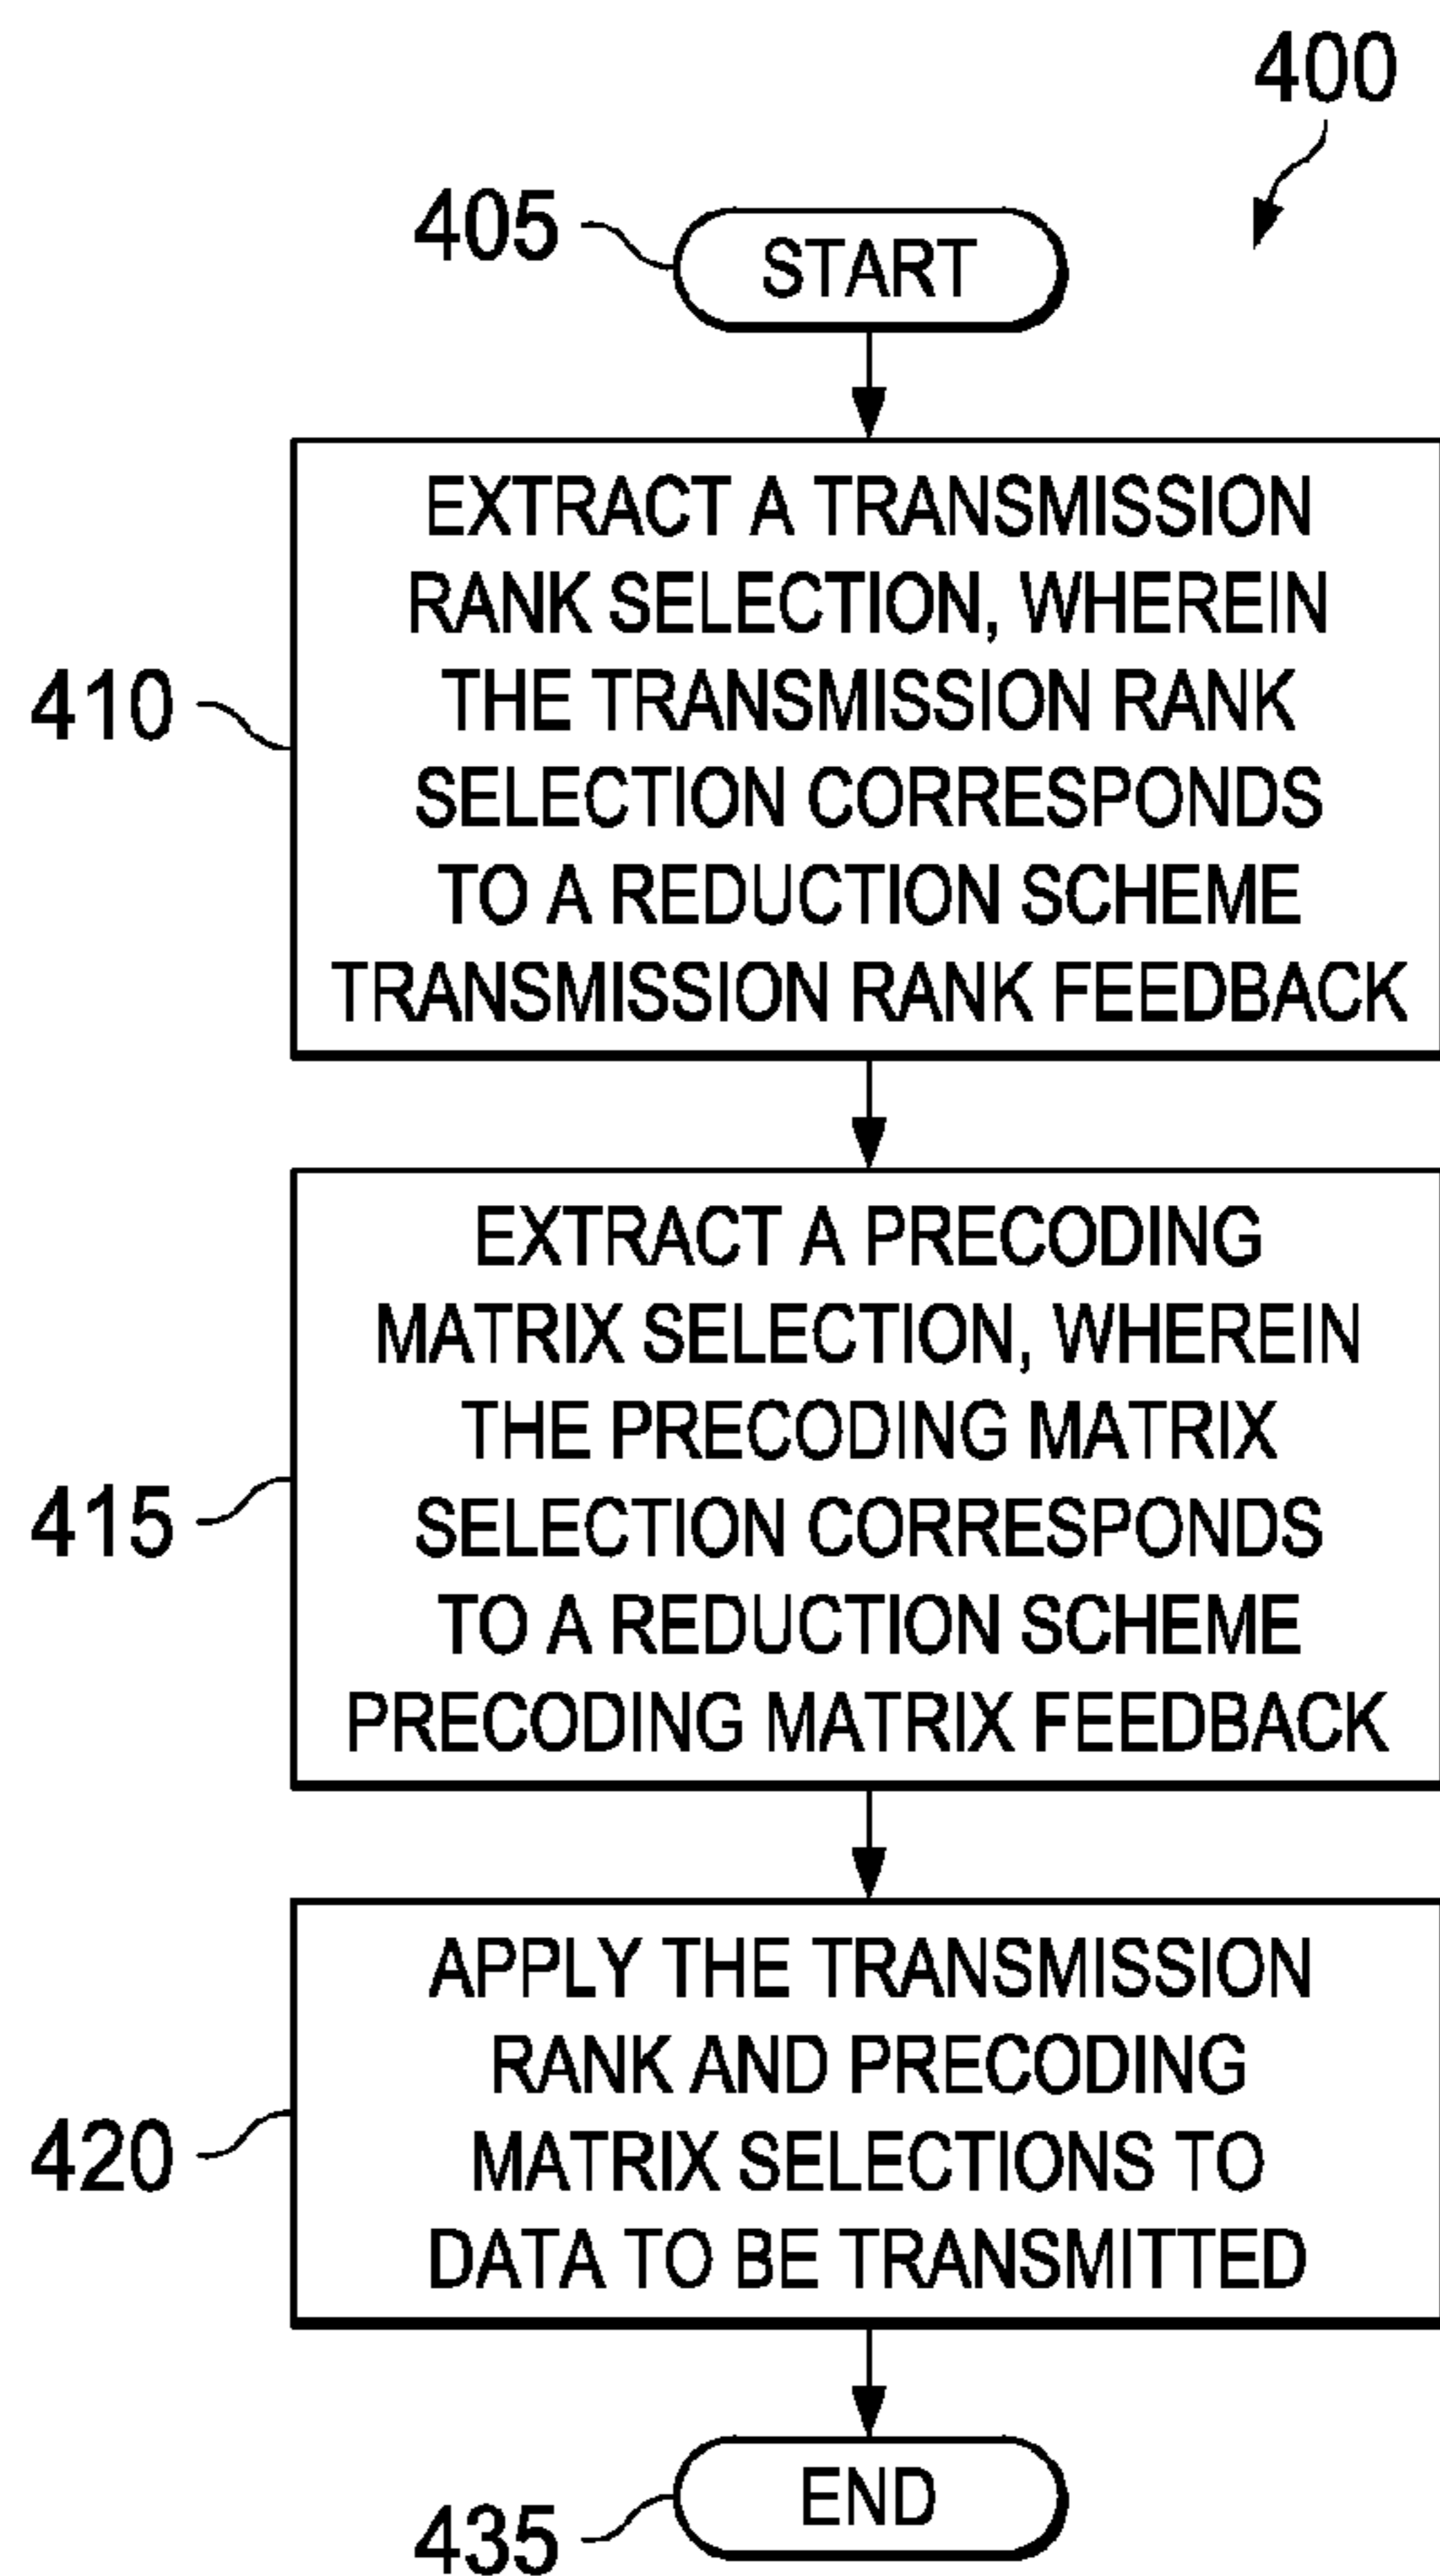 400
405
START
410
EXTRACT A TRANSMISSION
RANK SELECTION, WHEREIN
THE TRANSMISSION RANK
SELECTION CORRESPONDS
TO A REDUCTION SCHEME
TRANSMISSION RANK FEEDBACK
415
EXTRACT A PRECODING
MATRIX SELECTION, WHEREIN
THE PRECODING MATRIX
SELECTION CORRESPONDS
TO A REDUCTION SCHEME
PRECODING MATRIX FEEDBACK
420
APPLY THE TRANSMISSION
RANK AND PRECODING
MATRIX SELECTIONS TO
DATA TO BE TRANSMITTED
435
END